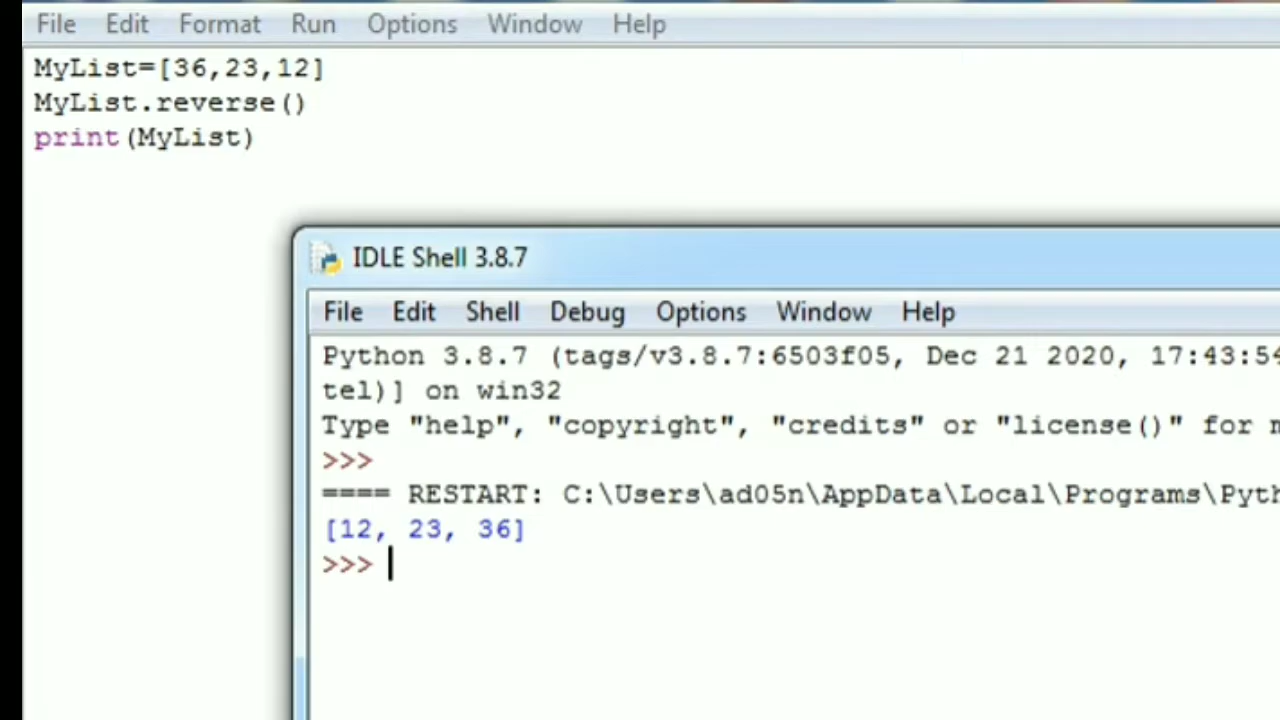 File Edit Format Run Options Window Help
MyList=[36,23,12]
MyList.reverse()
print(MyList)
IDLE Shell 3.8.7
File Edit Shell Debug Options Window Help
Python 3.8.7 (tags/v3.8.7:6503f05, Dec 21 2020, 17:43:54
tel)] on win32
Type "help", "copyright", "credits" or "license()" for m
>>>
==== RESTART: C:\Users\ad05n\AppData\Local\Programs\Pyth
[12, 23, 36]
>>>